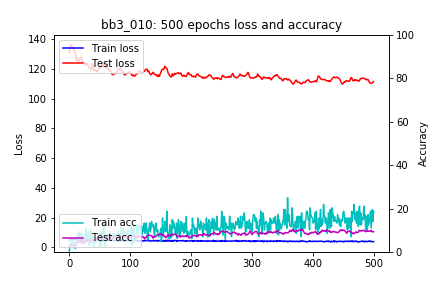 bb3_010: 500 epochs loss and accuracy
140
120
100
80
60
40
20
0
Loss
Train loss
Test loss
Train acc
Test acc
100
80
60
40
20
0
Accuracy
0
100
200
300
400
500